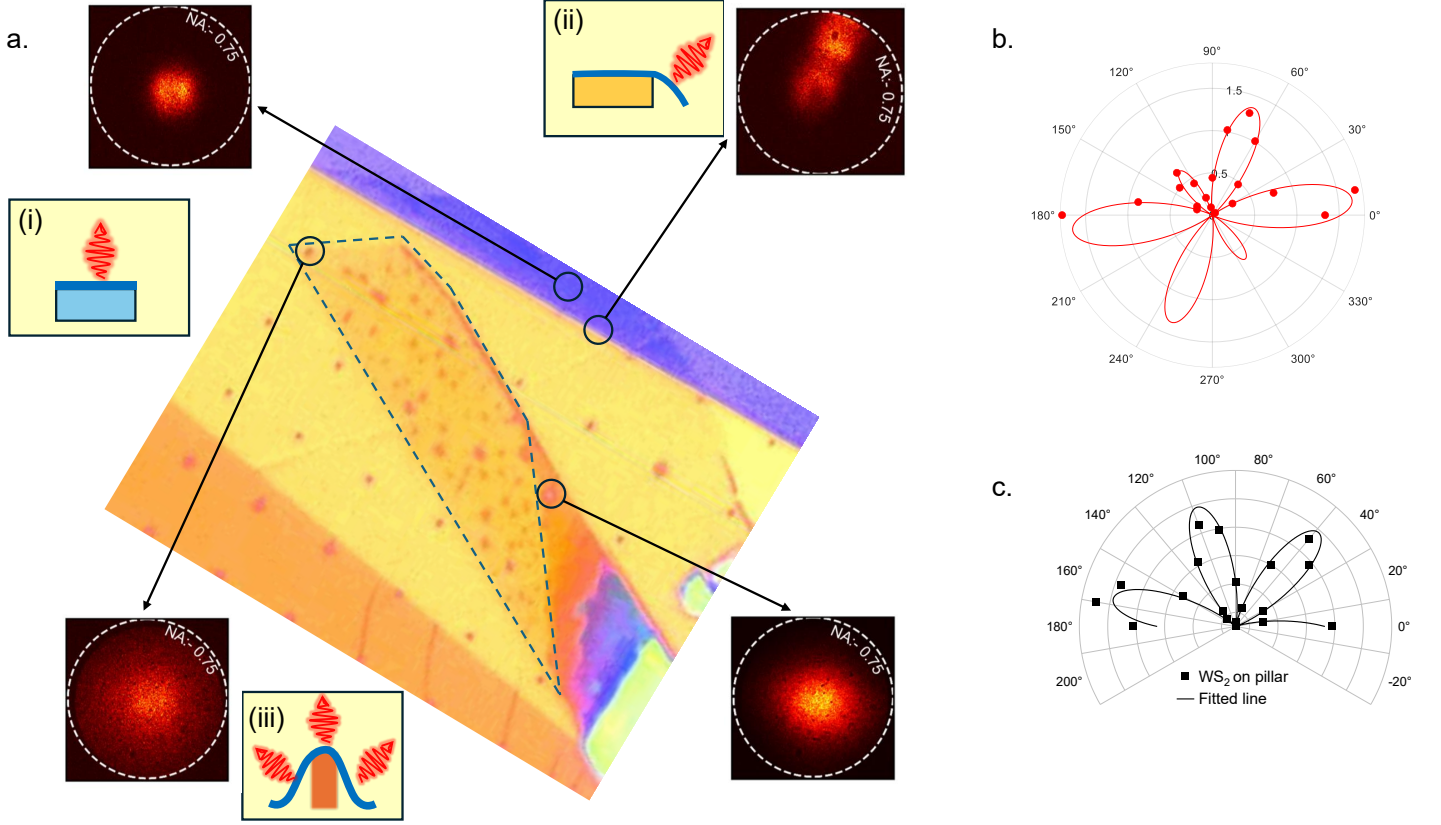 a.
NA:- 0.75
(ii)
NA:- 0.75
(i)
NA:- 0.75
(iii)
NA:- 0.75
b.
90°
120°
60°
1.5
150°
30°
0.5
180°
0°
210°
330°
240°
300°
270°
c.
100°
80°
120°
60°
140°
40°
160°
20°
180°
0°
200°
-20°
WS₂ on pillar
Fitted line